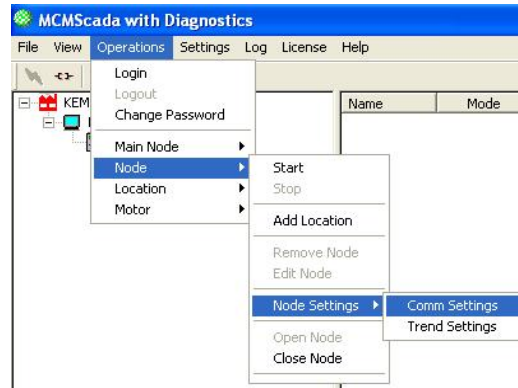 MCMScada with Diagnostics
File View Operations Settings Log License Help
Login
Logout
Change Password
Main Node
Node
Location
Motor
KEM
Name Mode
Start
Stop
Add Location
Remove Node
Edit Node
Node Settings
Open Node
Close Node
Comm Settings
Trend Settings